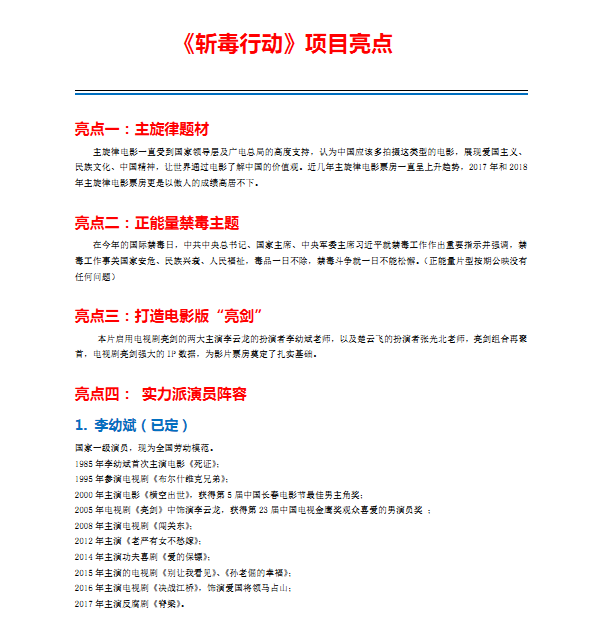 《斩毒行动》项目亮点
亮点一：主旋律题材
主旋律电影一直受到国家领导层及广电总局的高度支持，认为中国应该多拍摄这类型的电影，展现爱国主义、
民族文化、中国精神，让世界通过电影了解中国的价值观。近几年主旋律电影票房一直呈上升趋势，2017 年和 2018
年主旋律电影票房更是以傲人的成绩高居不下。
亮点二：正能量禁毒主题
在今年的国际禁毒日，中共中央总书记、国家主席、中央军委主席习近平就禁毒工作作出重要指示并强调，禁
毒工作事关国家安危、民族兴衰、人民福祉，毒品一日不除，禁毒斗争就一日不能松懈。（正能量片型按期公映没有
任何问题）
亮点三：打造电影版“亮剑”
本片启用电视剧亮剑的两大主演李云龙的扮演者李幼斌老师，以及楚云飞的扮演者张光北老师，亮剑组合再聚
首，电视剧亮剑强大的 IP 数据，为影片票房奠定了扎实基础。
亮点四： 实力派演员阵容
1. 李幼斌（已定）
国家一级演员，现为全国劳动模范。
1985 年李幼斌首次主演电影《死证》；
1995 年参演电视剧《布尔什维克兄弟》；
2000 年主演电影《横空出世》，获得第 5 届中国长春电影节最佳男主角奖；
2005 年电视剧《亮剑》中饰演李云龙，获得第 23 届中国电视金鹰奖观众喜爱的男演员奖 ；
2008 年主演电视剧《闯关东》；
2012 年主演《老严有女不愁嫁》；
2014 年主演功夫喜剧《爱的保镖》；
2015 年主演的电视剧《别让我看见》、《孙老倔的幸福》；
2016 年主演电视剧《决战江桥》，饰演爱国将领马占山；
2017 年主演反腐剧《脊梁》。